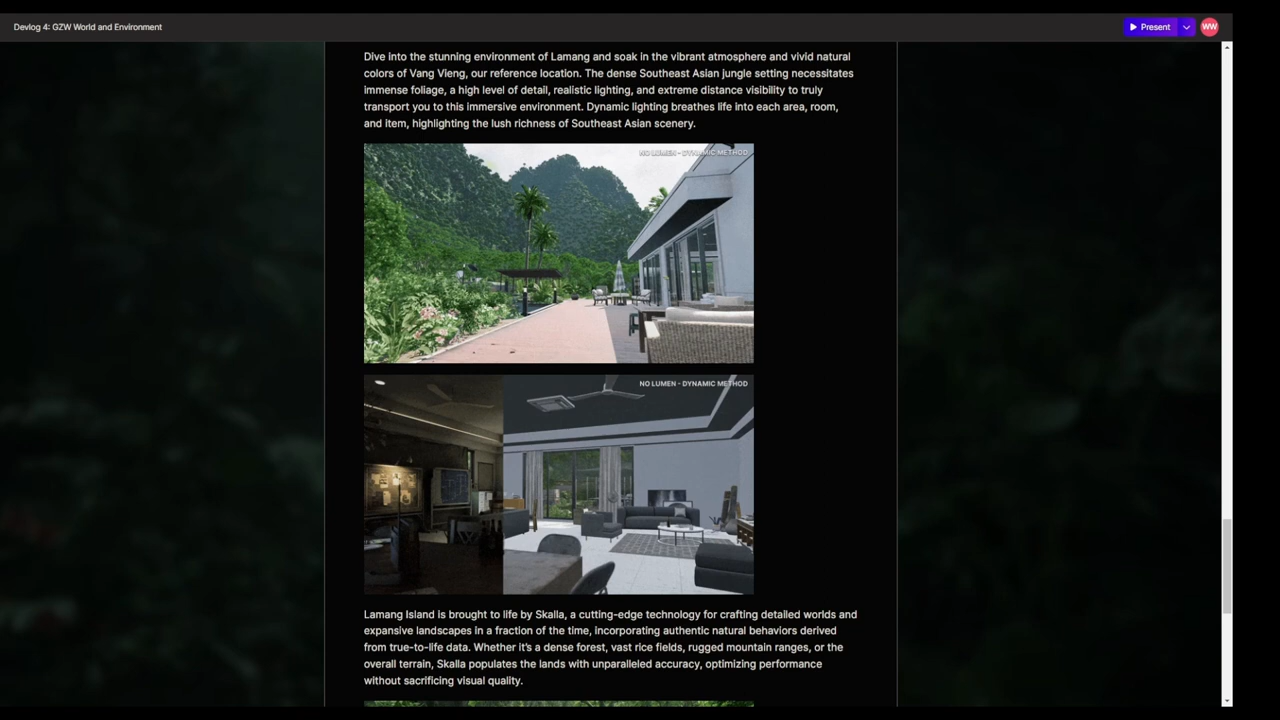 Devlog 4: GZW World and Environment
Present
WW
Dive into the stunning environment of Lamang and soak in the vibrant atmosphere and vivid natural
colors of Vang Vieng, our reference location. The dense Southeast Asian jungle setting necessitates
immense foliage, a high level of detail, realistic lighting, and extreme distance visibility to truly
transport you to this immersive environment. Dynamic lighting breathes life into each area, room,
and item, highlighting the lush richness of Southeast Asian scenery.
NO LUMEN - DYNAMIC METHOD
NO LUMEN - DYNAMIC METHOD
Lamang Island is brought to life by Skalla, a cutting-edge technology for crafting detailed worlds and
expansive landscapes in a fraction of the time, incorporating authentic natural behaviors derived
from true-to-life data. Whether it's a dense forest, vast rice fields, rugged mountain ranges, or the
overall terrain, Skalla populates the lands with unparalleled accuracy, optimizing performance
without sacrificing visual quality.